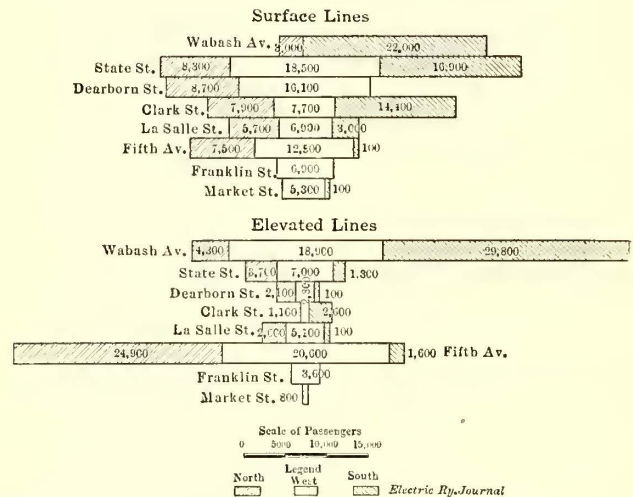 Surface Lines
Wabash Av. 3,000 22,000
State St. 8,300 18,500 16,900
Dearborn St. 8,700 16,100
Clark St. 7,900 7,700 14,400
La Salle St. 5,700 6,900 3,000
Fifth Av. 7,500 12,500 100
Franklin St. 6,900
Market St. 5,300 100
Elevated Lines
Wabash Av. 4,300 18,900 29,800
State St. 3,700 7,000 1,300
Dearborn St. 2,100 100
Clark St. 1,100 2,600
La Salle St. 5,100 100
24,900 20,000 1,600 Fifth Av.
Franklin St. 3,600
Market St. 800
Scale of Passengers
0 5000 10,000 15,000
Legend
North West South
Electric Ry. Journal